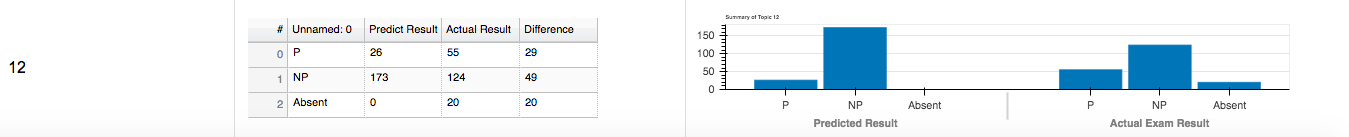 12
# Unnamed: 0 Predict Result Actual Result Difference
0 P 26 55 29
1 NP 173 124 49
2 Absent 0 20 20
Summary of Topic 12
150
100
50
0
P NP Absent P NP Absent
Predicted Result Actual Exam Result